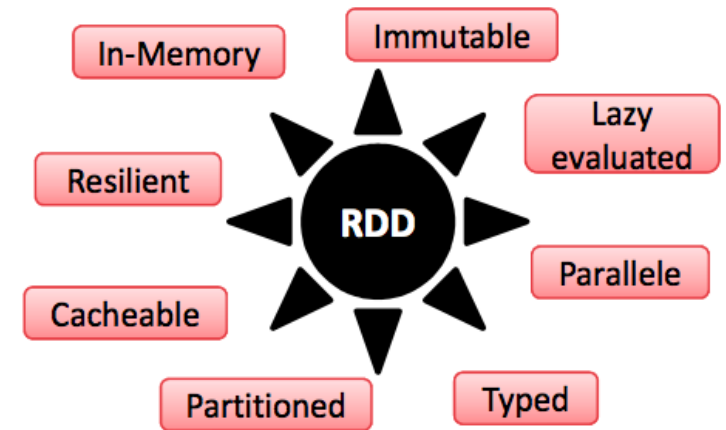 In-Memory
Immutable
Lazy
evaluated
Resilient
RDD
Parallele
Cacheable
Partitioned
Typed